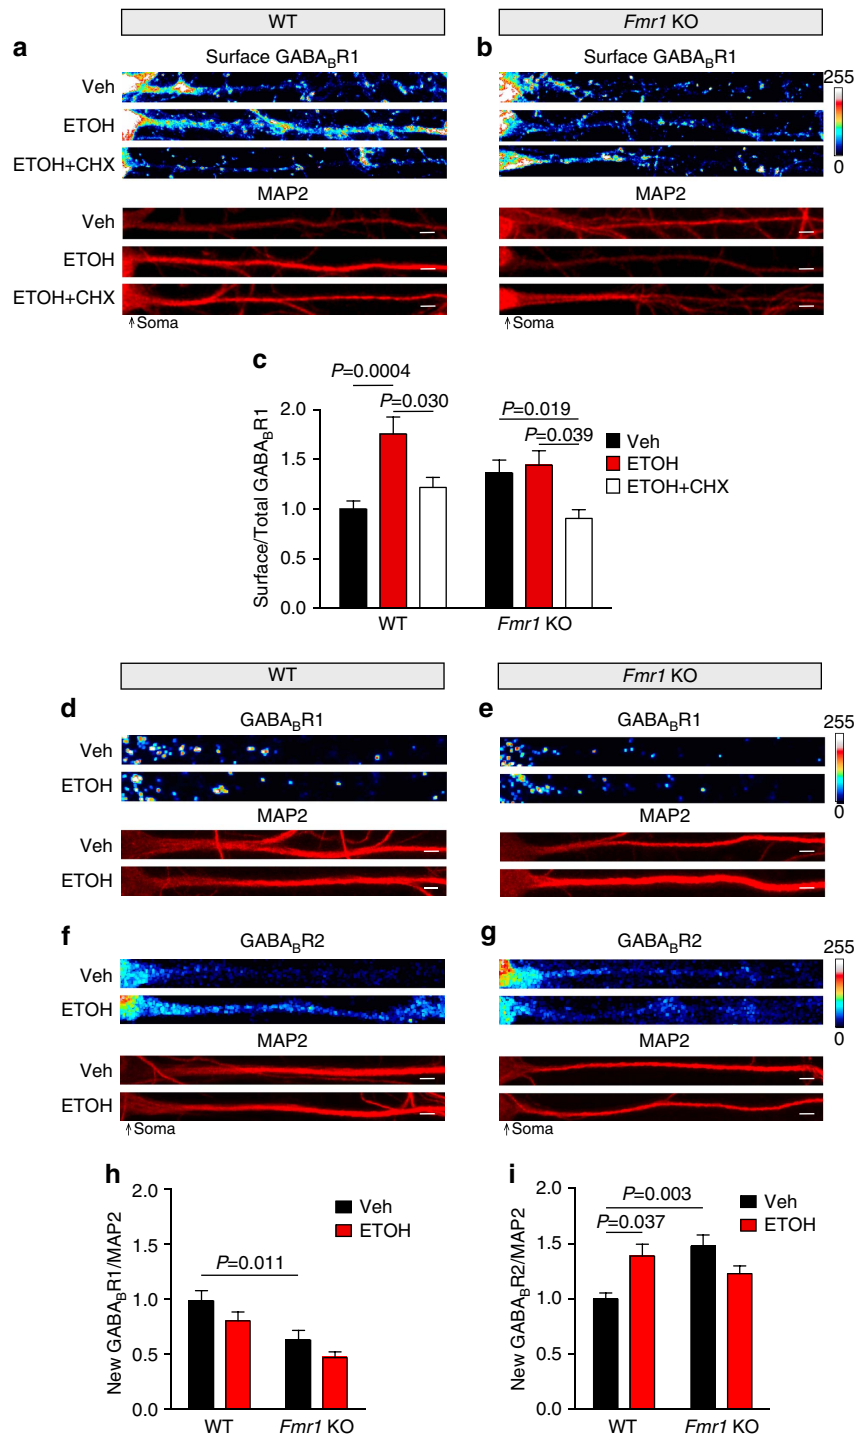 WT
Fmr1 KO
a
b
Surface GABABR1
Surface GABABR1
Veh
ETOH
ETOH+CHX
255
0
MAP2
MAP2
Veh
ETOH
ETOH+CHX
Soma
Soma
c
P=0.0004
P=0.030
P=0.019
P=0.039
Surface/Total GABABR1
2.0
1.5
1.0
0.5
0.0
WT
Fmr1 KO
Veh
ETOH
ETOH+CHX
WT
Fmr1 KO
d
e
GABABR1
GABABR1
Veh
ETOH
255
0
MAP2
MAP2
Veh
ETOH
f
g
GABABR2
GABABR2
Veh
ETOH
255
0
MAP2
MAP2
Veh
ETOH
Soma
Soma
h
New GABABR1/MAP2
2.0
1.5
1.0
0.5
0.0
P=0.011
Veh
ETOH
WT
Fmr1 KO
i
New GABABR2/MAP2
2.0
1.5
1.0
0.5
0.0
P=0.003
P=0.037
Veh
ETOH
WT
Fmr1 KO